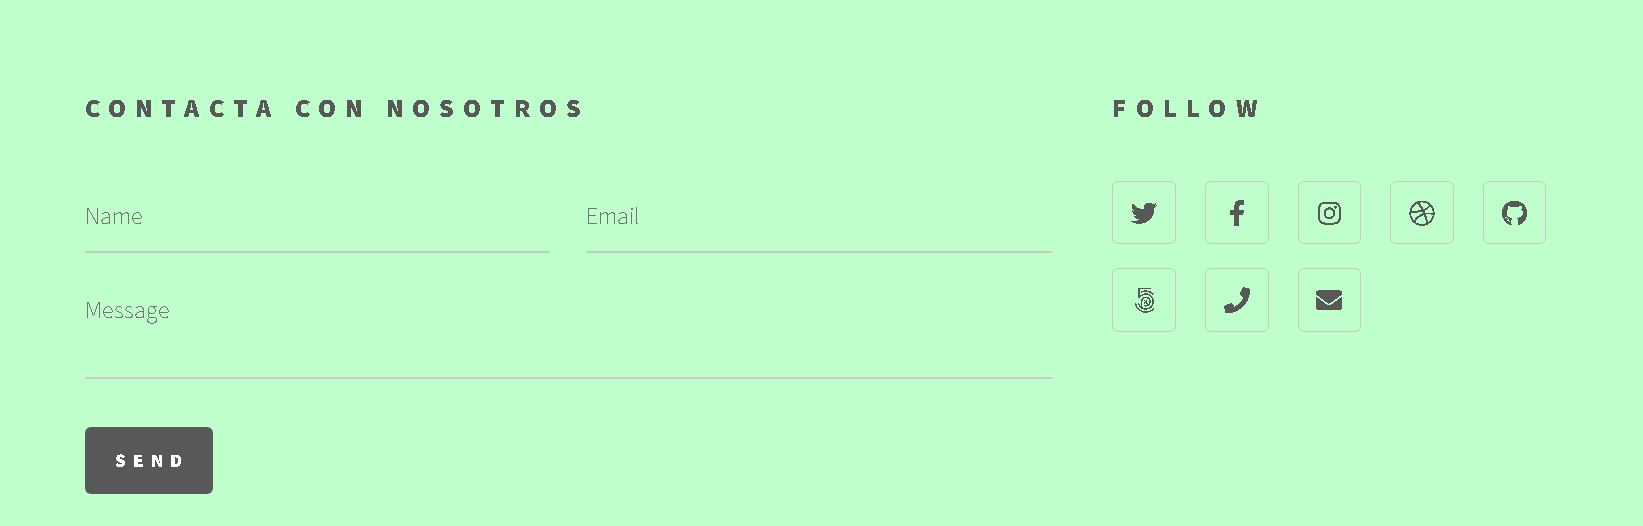 CONTACTA CON NOSOTROS
Name
Email
Message
SEND
FOLLOW